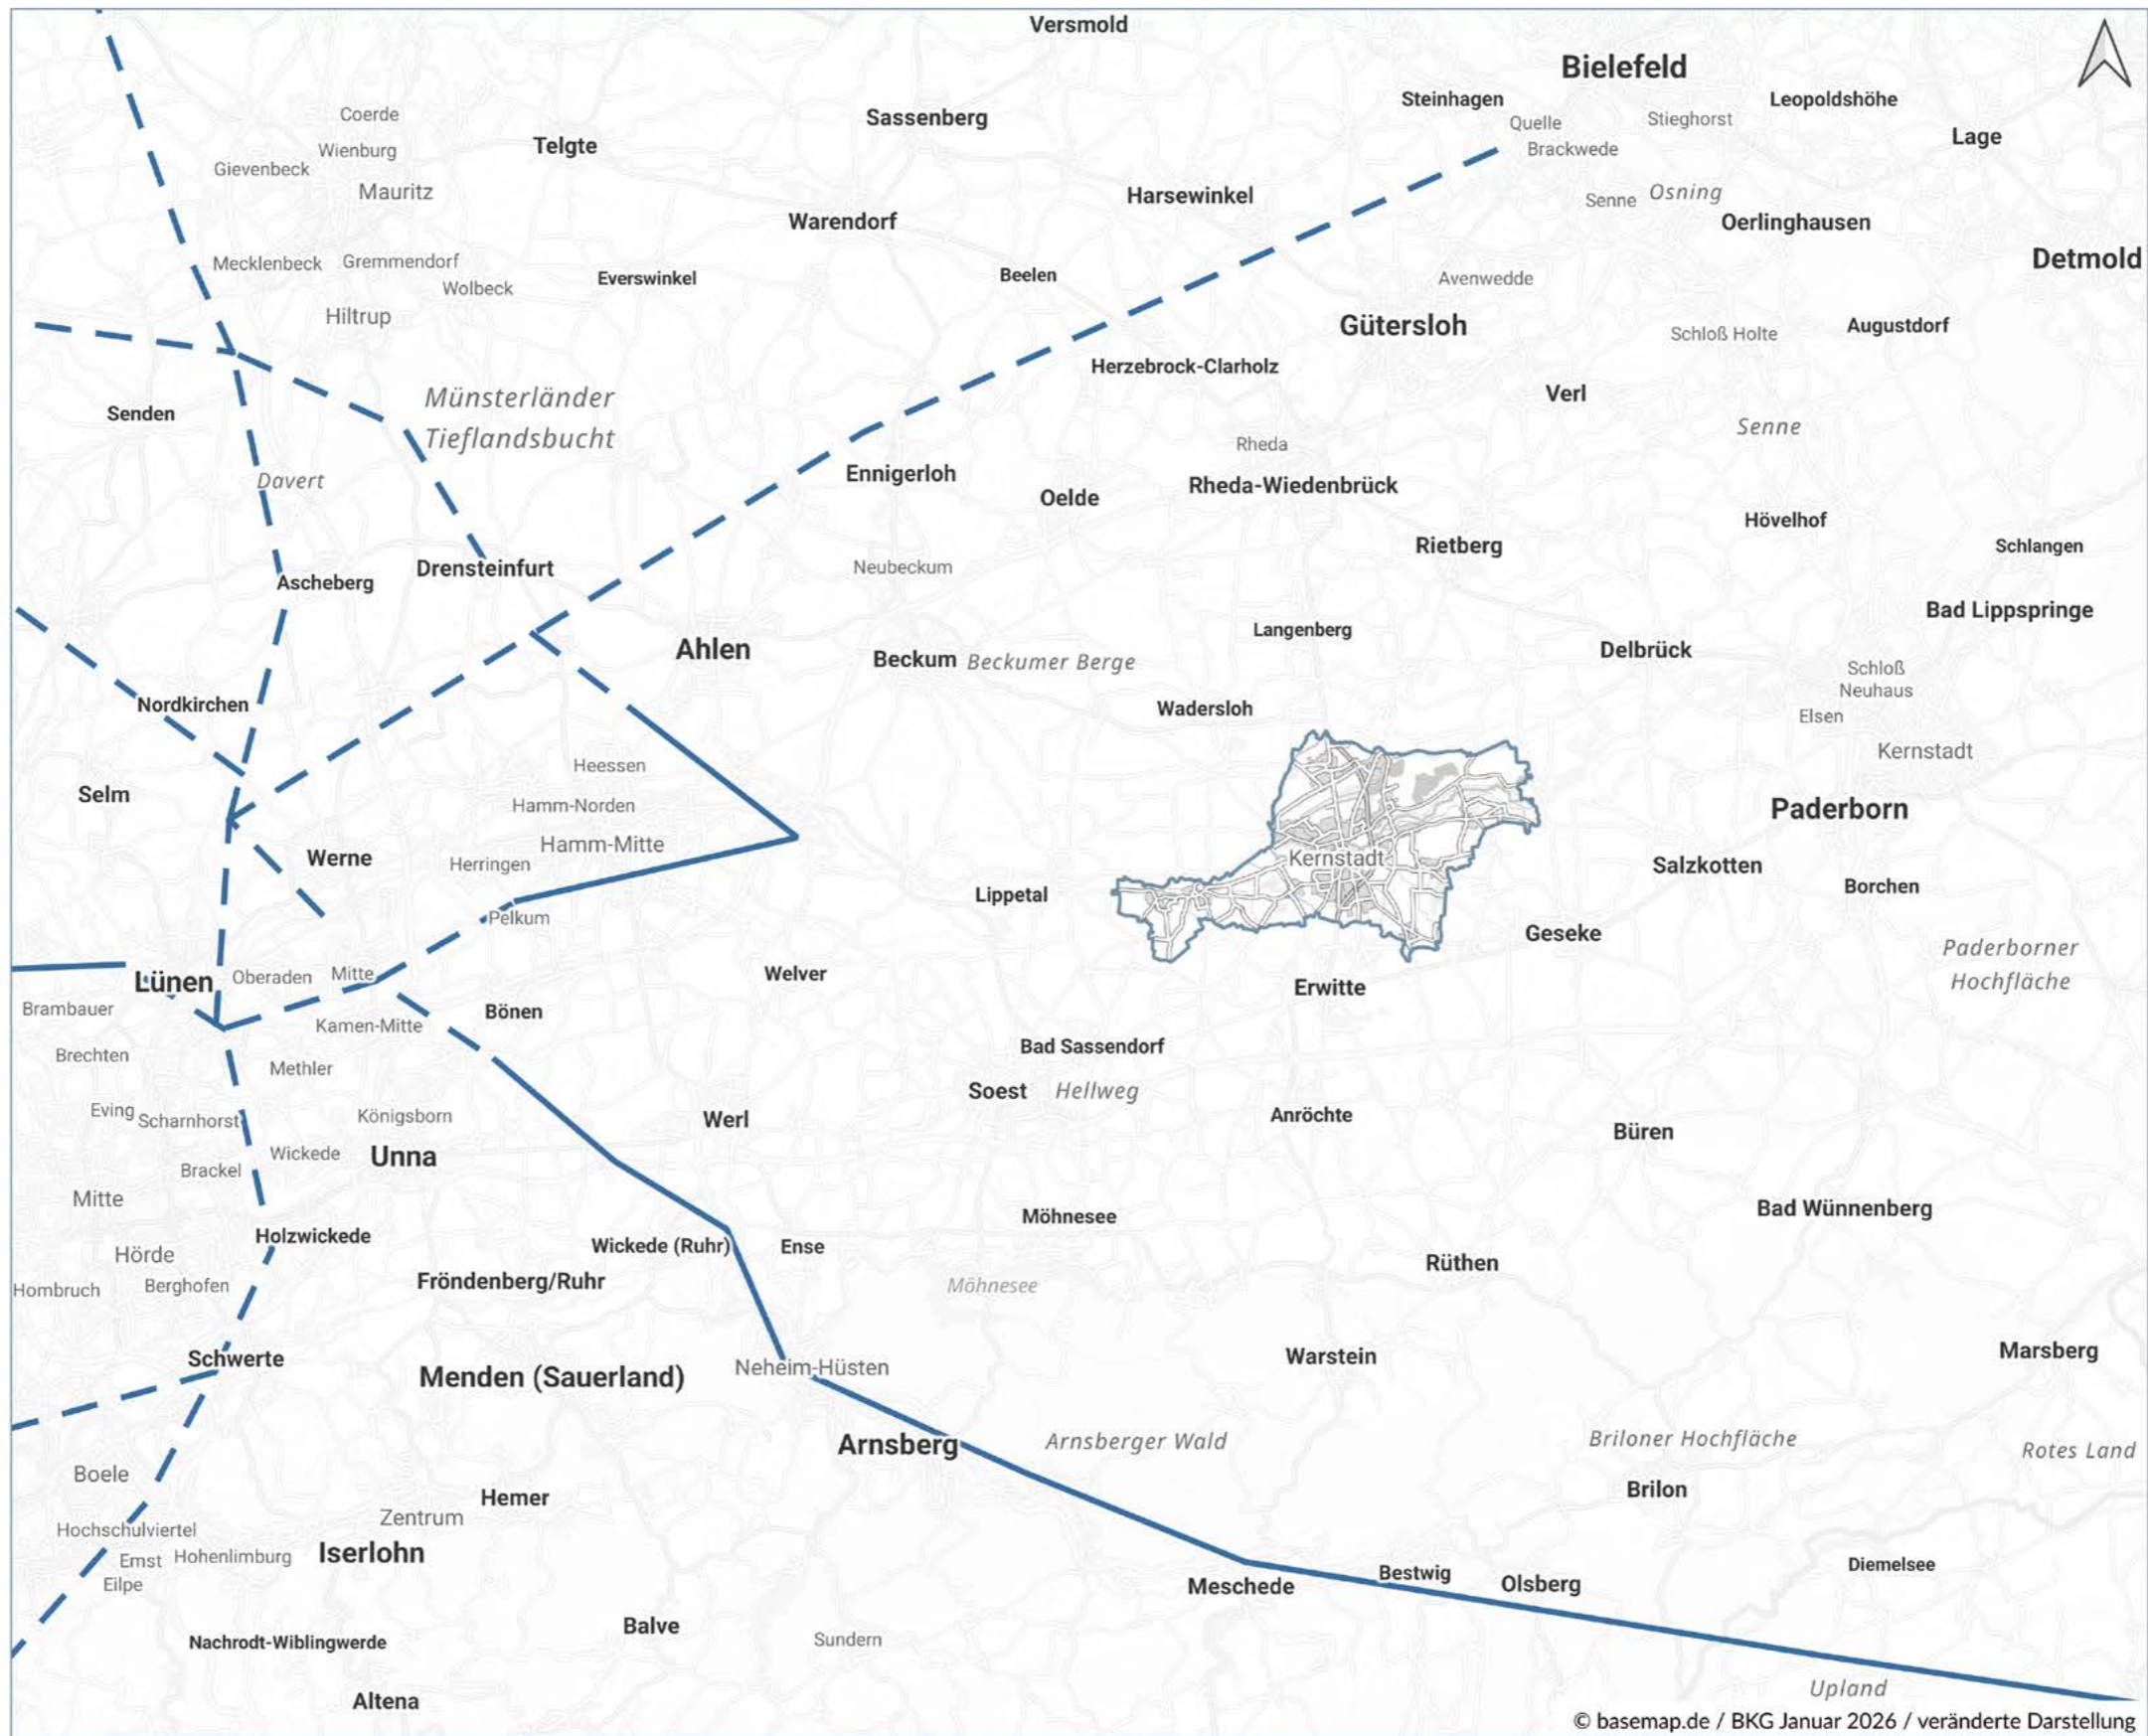 Versmold
Bielefeld
Steinhagen
Leopoldshöhe
Coerde
Sassenberg
Quelle
Stieghorst
Lage
Telgte
Wienburg
Brackwede
Gievenbeck
Mauritz
Harsewinkel
Senne
Osning
Warendorf
Oerlinghausen
Mecklenbeck
Gremmendorf
Detmold
Wolbeck
Everswinkel
Beelen
Avenwedde
Hiltrup
Gütersloh
Schloß Holte
Augustdorf
Herzebrock-Clarholz
Verl
Münsterländer
Tieflandsbucht
Senden
Senne
Rheda
Davert
Ennigerloh
Rheda-Wiedenbrück
Oelde
Hövelhof
Rietberg
Schlangen
Drensteinfurt
Neubeckum
Ascheberg
Bad Lippspringe
Langenberg
Ahlen
Delbrück
Beckum
Beckumer Berge
Schloß
Neuhaus
Nordkirchen
Wadersloh
Elsen
Kernstadt
Heessen
Selm
Hamm-Norden
Paderborn
Hamm-Mitte
Werne
Herringen
Kernstadt
Salzkotten
Borchen
Lippetal
Pelkum
Geseke
Paderborner
Hochfläche
Lünen
Oberaden
Mitte
Welver
Erwitte
Brambauer
Bönen
Kamen-Mitte
Brechten
Bad Sassendorf
Methler
Soest
Hellweg
Eving
Scharnhorst
Königsborn
Werl
Anröchte
Büren
Wickede
Unna
Brackel
Mitte
Möhnesee
Bad Wünnenberg
Holzwickede
Wickede (Ruhr)
Ense
Hörde
Rüthen
Hombruch
Berghofen
Fröndenberg/Ruhr
Möhnesee
Schwerte
Menden (Sauerland)
Neheim-Hüsten
Warstein
Marsberg
Arnsberg
Arnsberger Wald
Briloner Hochfläche
Rotes Land
Boele
Hemer
Brilon
Zentrum
Hochschulviertel
Emst
Hohenlimburg
Iserlohn
Eilpe
Meschede
Bestwig
Olsberg
Diemelsee
Balve
Nachrodt-Wiblingwerde
Sundern
Upland
Altena
© basemap.de / BKG Januar 2026 / veränderte Darstellung